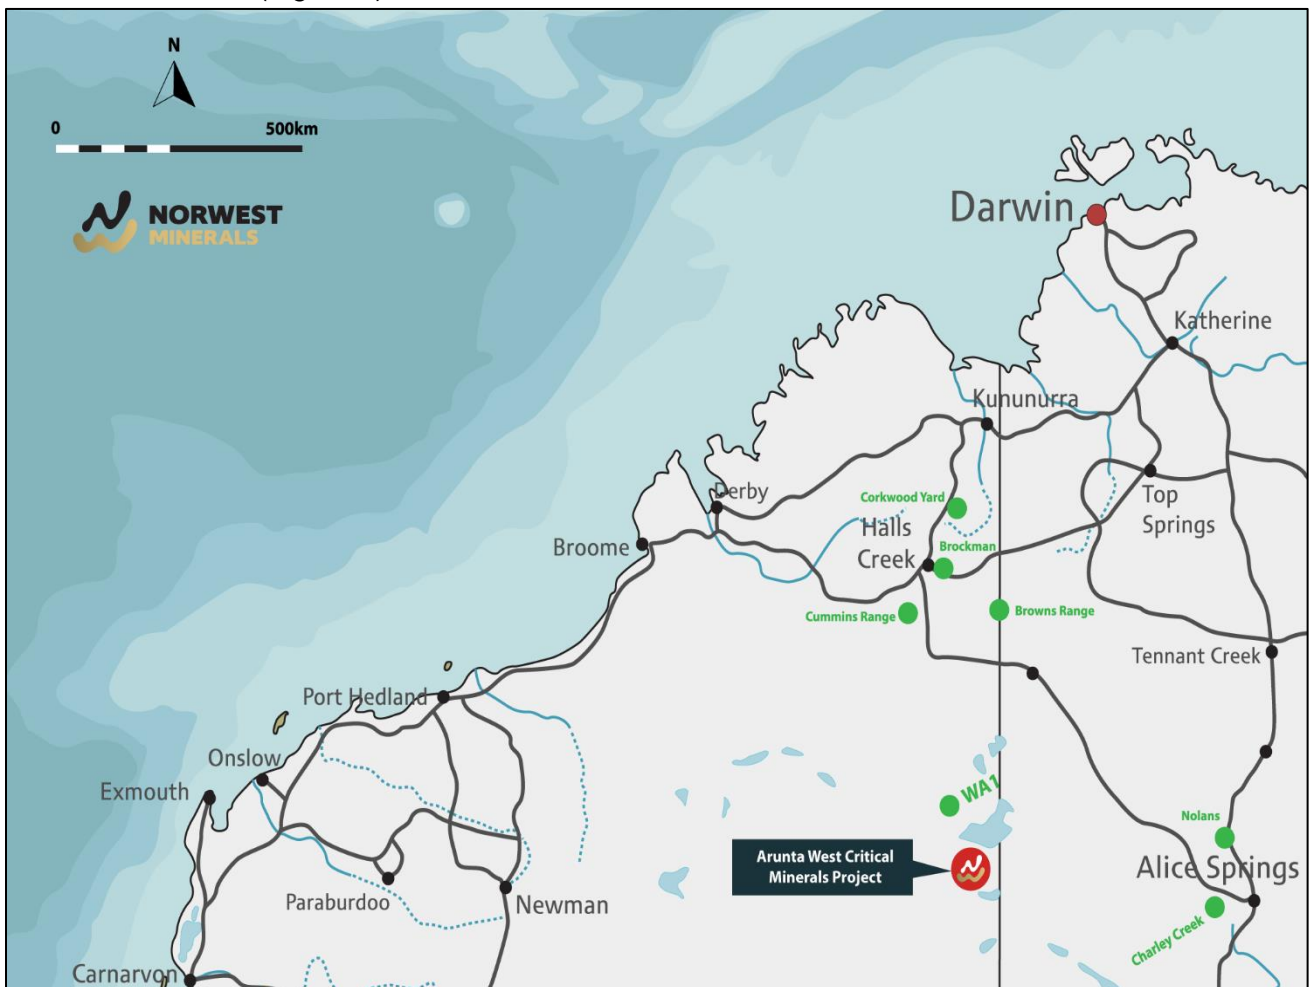 N
0 500km
NORWEST
MINERALS
Darwin
Katherine
Kununurra
Derby
Corkwood Yard
Top
Springs
Halls
Creek
Broome
Brockman
Cummins Range
Browns Range
Tennant Creek
Port Hedland
Onslow
Exmouth
WA1
Nolans
Arunta West Critical
Minerals Project
Alice Springs
Paraburdoo
Newman
Charley Creek
Carnarvon